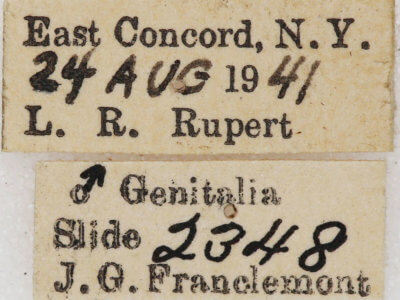 East Concord, N. Y.
24 AUG 1941
L. R. Rupert
♂ Genitalia
Slide 2348
J. G. Franclemont